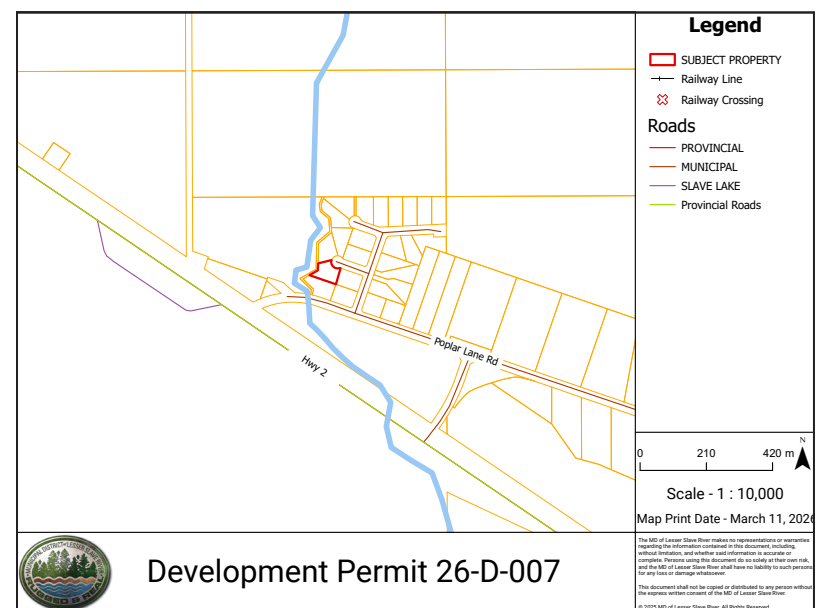 Legend
SUBJECT PROPERTY
Railway Line
Railway Crossing
Roads
PROVINCIAL
MUNICIPAL
SLAVE LAKE
Provincial Roads
Poplar Lane Rd
Hwy 2
N
0 210 420 m
Scale - 1 : 10,000
Map Print Date - March 11, 2026
MUNICIPAL DISTRICT OF LESSER SLAVE RIVER
Development Permit 26-D-007
The MD of Lesser Slave River makes no representations or warranties
regarding the information contained in this document, including,
without limitation, and whether said information is accurate or
complete. Persons using this document do so solely at their own risk,
and the MD of Lesser Slave River shall have no liability to such persons
for any loss or damage whatsoever.
This document shall not be copied or distributed to any person without
the express written consent of the MD of Lesser Slave River.
© 2025 MD of Lesser Slave River. All Rights Reserved.